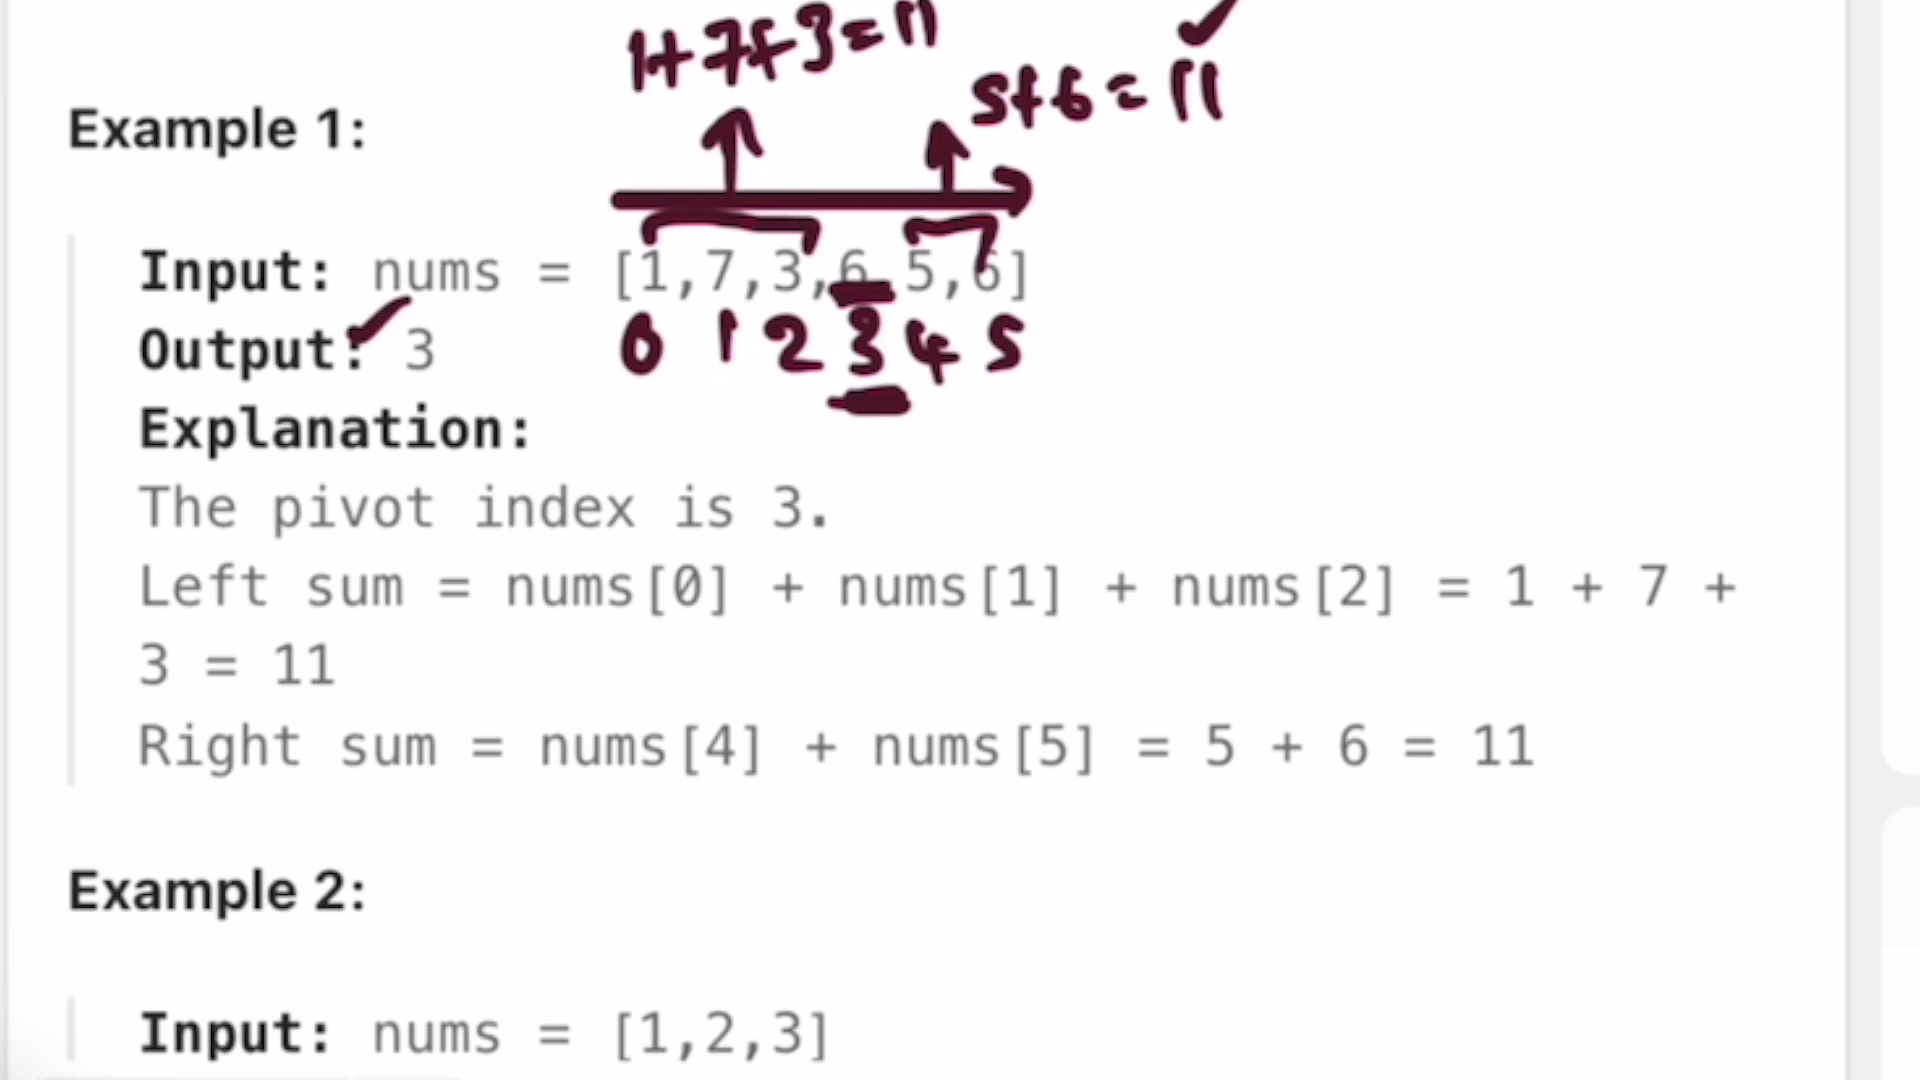 1+7+3=11
5+6=11
Example 1:
Input: nums = [1,7,3,6,5,6]
0 1 2 3 4 5
Output: 3
Explanation:
The pivot index is 3.
Left sum = nums[0] + nums[1] + nums[2] = 1 + 7 +
3 = 11
Right sum = nums[4] + nums[5] = 5 + 6 = 11
Example 2:
Input: nums = [1,2,3]